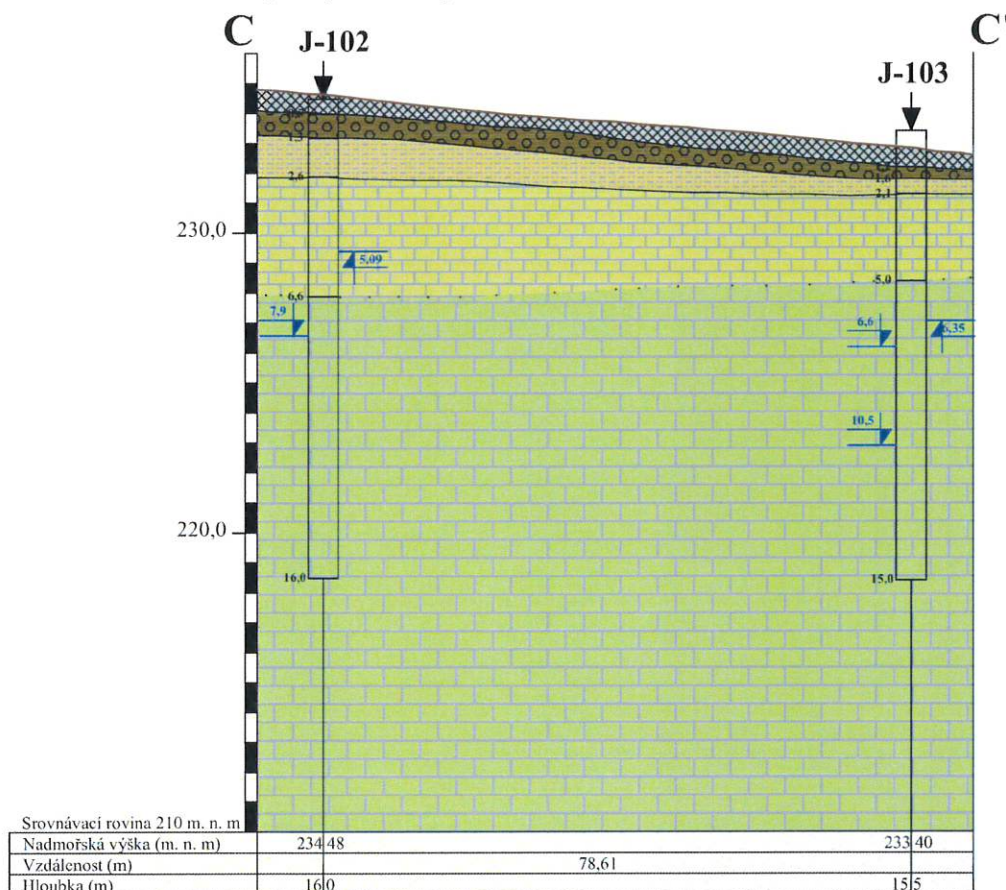 C C'
J-102
J-103
1,3
2,6
1,6
2,1
230,0
5,09
6,6
5,0
7,9
6,6
6,35
10,5
220,0
16,0
15,0
Srovnávací rovina 210 m. n. m
Nadmořská výška (m. n. m) 234,48 233,40
Vzdálenost (m) 78,61
Hloubka (m) 16,0 15,5